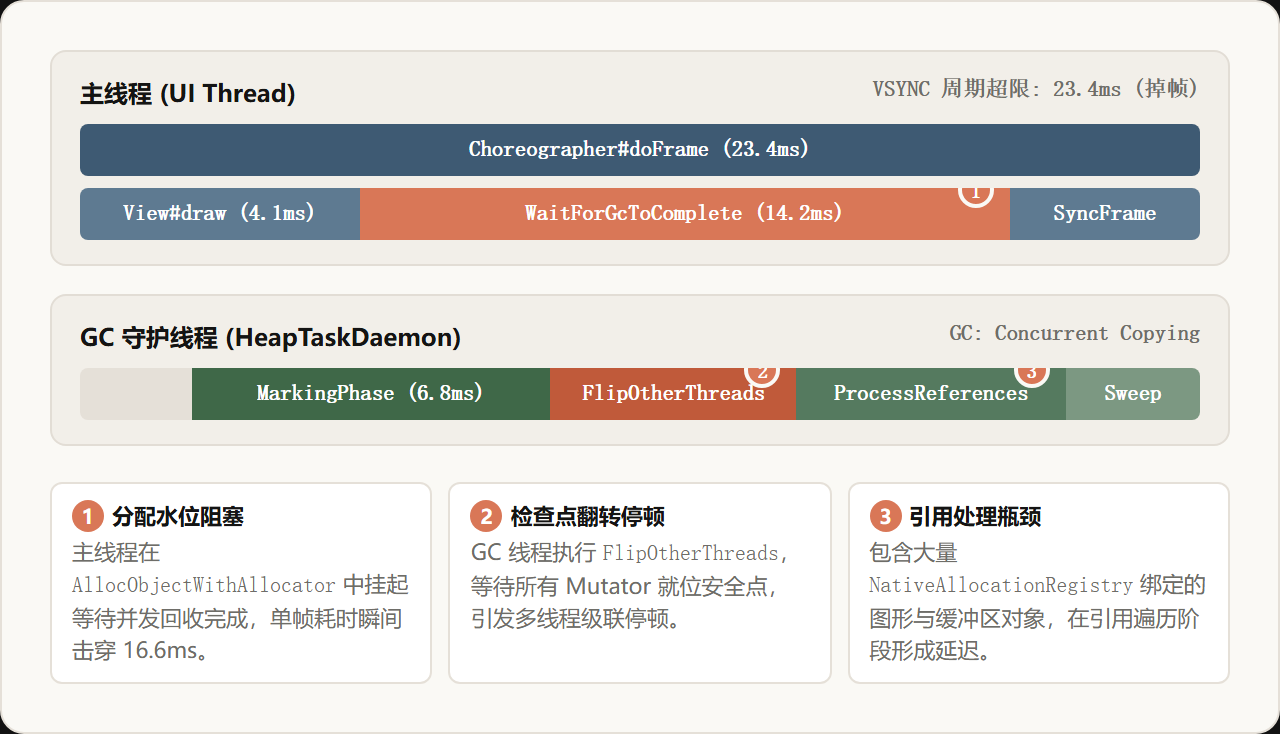 主线程 (UI Thread)
VSYNC 周期超限: 23.4ms (掉帧)
Choreographer#doFrame (23.4ms)
View#draw (4.1ms)
WaitForGcToComplete (14.2ms)
1
SyncFrame
GC 守护线程 (HeapTaskDaemon)
GC: Concurrent Copying
MarkingPhase (6.8ms)
FlipOtherThreads
2
ProcessReferences
3
Sweep
1 分配水位阻塞
主线程在
AllocObjectWithAllocator 中挂起
等待并发回收完成，单帧耗时瞬间
击穿 16.6ms。
2 检查点翻转停顿
GC 线程执行 FlipOtherThreads，
等待所有 Mutator 就位安全点，
引发多线程级联停顿。
3 引用处理瓶颈
包含大量
NativeAllocationRegistry 绑定的
图形与缓冲区对象，在引用遍历阶
段形成延迟。